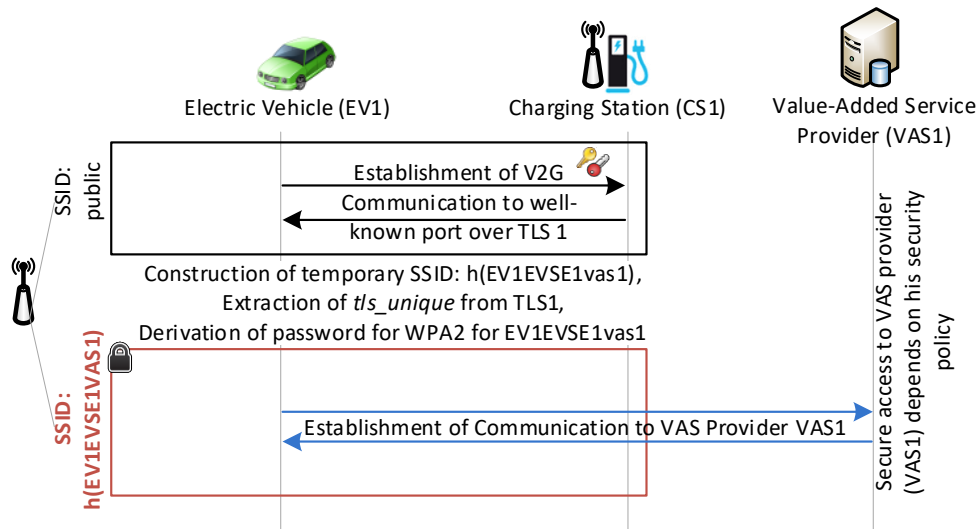 Electric Vehicle (EV1)
Charging Station (CS1)
Value-Added Service
Provider (VAS1)
SSID:
public
Establishment of V2G
Communication to well-
known port over TLS 1
Construction of temporary SSID: h(EV1EVSE1vas1),
Extraction of tls_unique from TLS1,
Derivation of password for WPA2 for EV1EVSE1vas1
SSID:
h(EV1EVSE1VAS1)
Establishment of Communication to VAS Provider VAS1
Secure access to VAS provider
(VAS1) depends on his security
policy